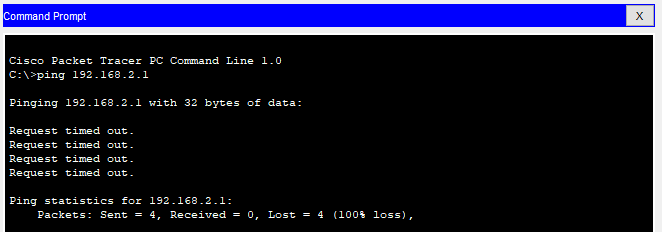 Command Prompt
X
Cisco Packet Tracer PC Command Line 1.0
C:\>ping 192.168.2.1
Pinging 192.168.2.1 with 32 bytes of data:
Request timed out.
Request timed out.
Request timed out.
Request timed out.
Ping statistics for 192.168.2.1:
Packets: Sent = 4, Received = 0, Lost = 4 (100% loss),